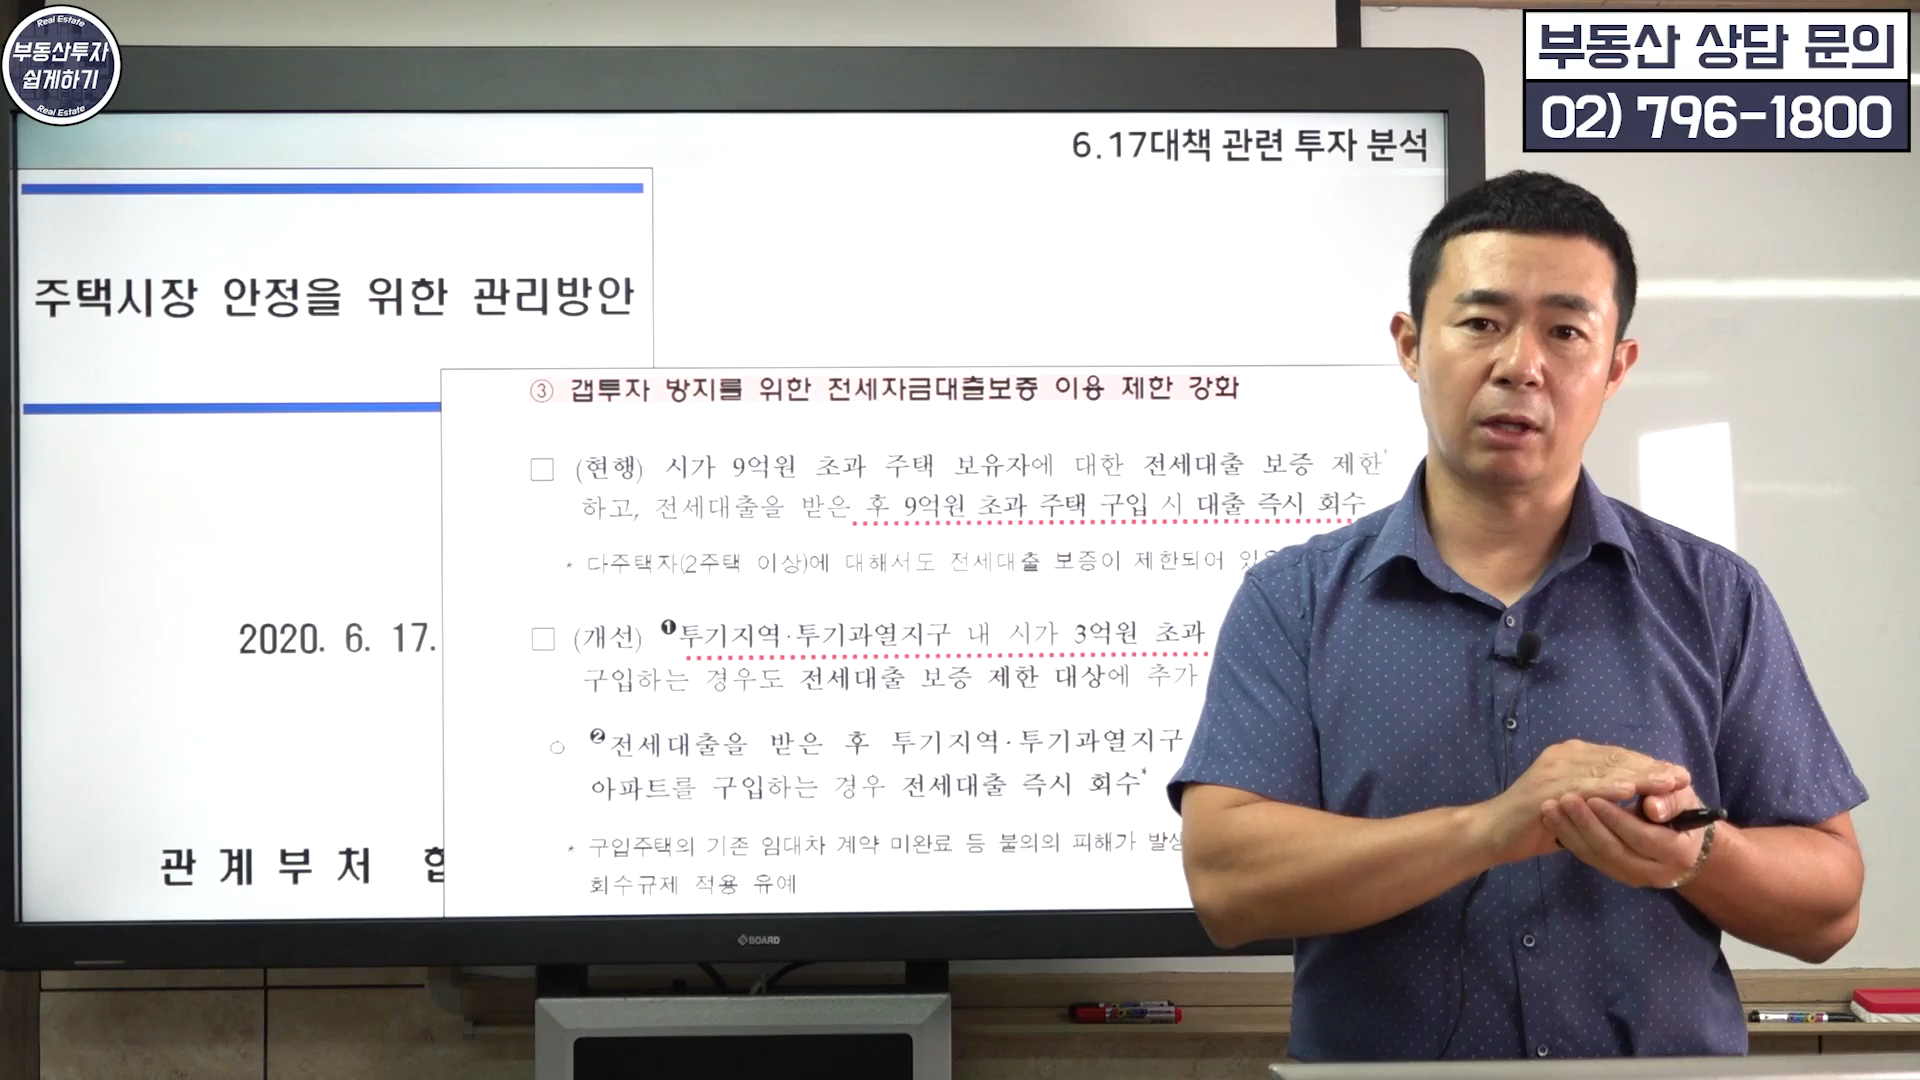 Real Estate
부동산투자
쉽게하기
Real Estate
부동산 상담 문의
02) 796-1800
6.17대책 관련 투자 분석
주택시장 안정을 위한 관리방안
2020. 6. 17.
관계부처
③ 갭투자 방지를 위한 전세자금대출보증 이용 제한 강화
□ (현행) 시가 9억원 초과 주택 보유자에 대한 전세대출 보증 제한*
하고, 전세대출을 받은 후 9억원 초과 주택 구입 시 대출 즉시 회수
* 다주택자(2주택 이상)에 대해서도 전세대출 보증이 제한되어
□ (개선) ❶투기지역·투기과열지구 내 시가 3억원 초과
구입하는 경우도 전세대출 보증 제한 대상에 추가
○ ❷전세대출을 받은 후 투기지역·투기과열지구
아파트를 구입하는 경우 전세대출 즉시 회수*
* 구입주택의 기존 임대차 계약 미완료 등 불의의 피해가
회수규제 적용 유예
BOARD